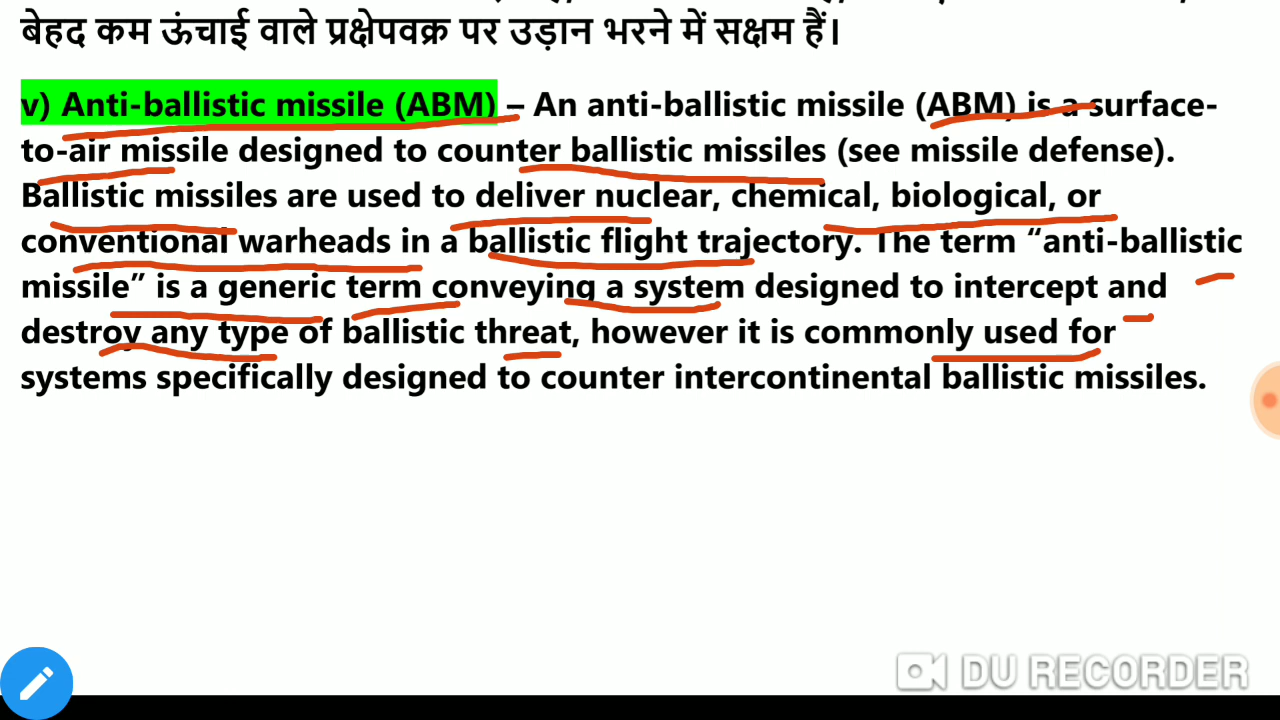 बेहद कम ऊंचाई वाले प्रक्षेपवक्र पर उड़ान भरने में सक्षम हैं।
v) Anti-ballistic missile (ABM) – An anti-ballistic missile (ABM) is a surface-
to-air missile designed to counter ballistic missiles (see missile defense).
Ballistic missiles are used to deliver nuclear, chemical, biological, or
conventional warheads in a ballistic flight trajectory. The term “anti-ballistic
missile” is a generic term conveying a system designed to intercept and
destroy any type of ballistic threat, however it is commonly used for
systems specifically designed to counter intercontinental ballistic missiles.
DU RECORDER